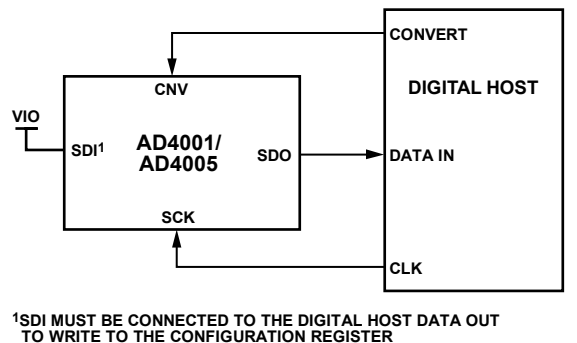 CONVERT
CNV
DIGITAL HOST
VIO
SDI¹
AD4001/
AD4005
SDO
DATA IN
SCK
CLK
¹SDI MUST BE CONNECTED TO THE DIGITAL HOST DATA OUT
TO WRITE TO THE CONFIGURATION REGISTER